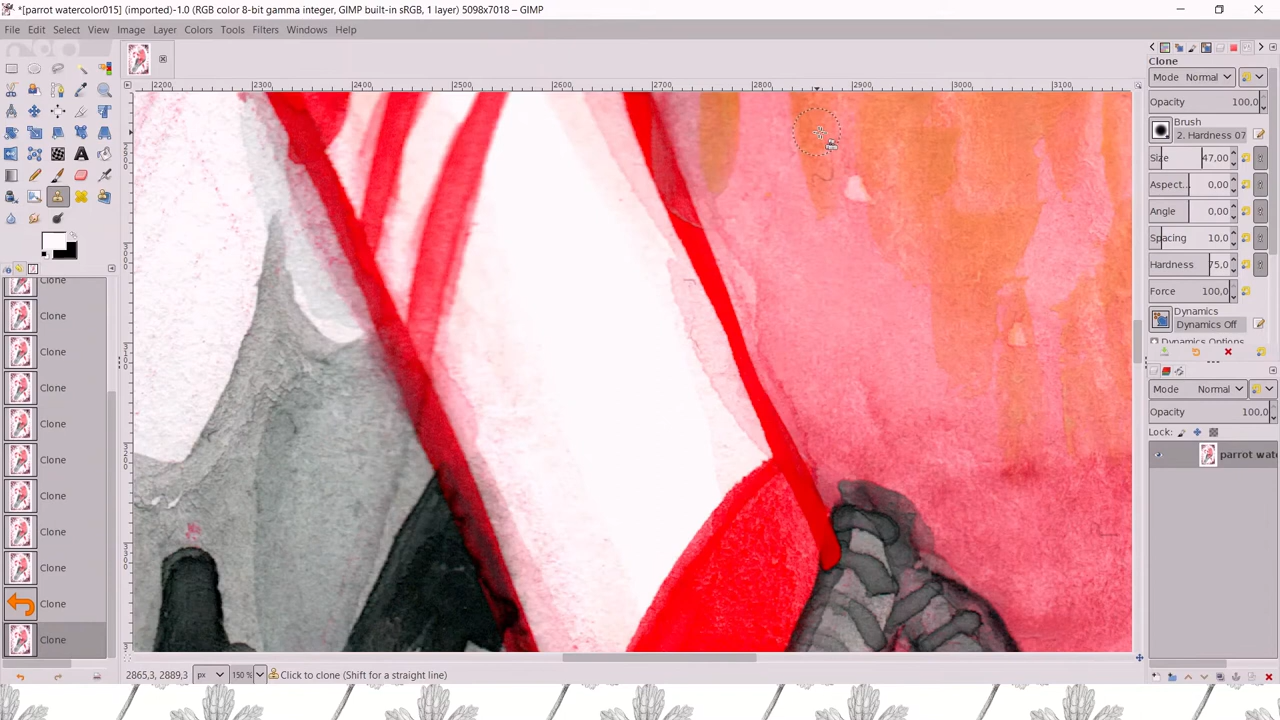 *[parrot watercolor015] (imported)-1.0 (RGB color 8-bit gamma integer, GIMP built-in sRGB, 1 layer) 5098x7018 – GIMP
File Edit Select View Image Layer Colors Tools Filters Windows Help
2200 2300 2400 2500 2600 2700 2800 2900 3000 3100
Clone
Mode Normal
Opacity 100,0
Brush
2. Hardness 07
Size 47,00
Aspect... 0,00
Angle 0,00
Spacing 10,0
Hardness 75,0
Force 100,0
Dynamics
Dynamics Off
Dynamics Options
Mode Normal
Opacity 100,0
Lock:
parrot wate
Clone
Clone
Clone
Clone
Clone
Clone
Clone
Clone
Clone
Clone
Clone
2865,3, 2889,3 px 150 % Click to clone (Shift for a straight line)